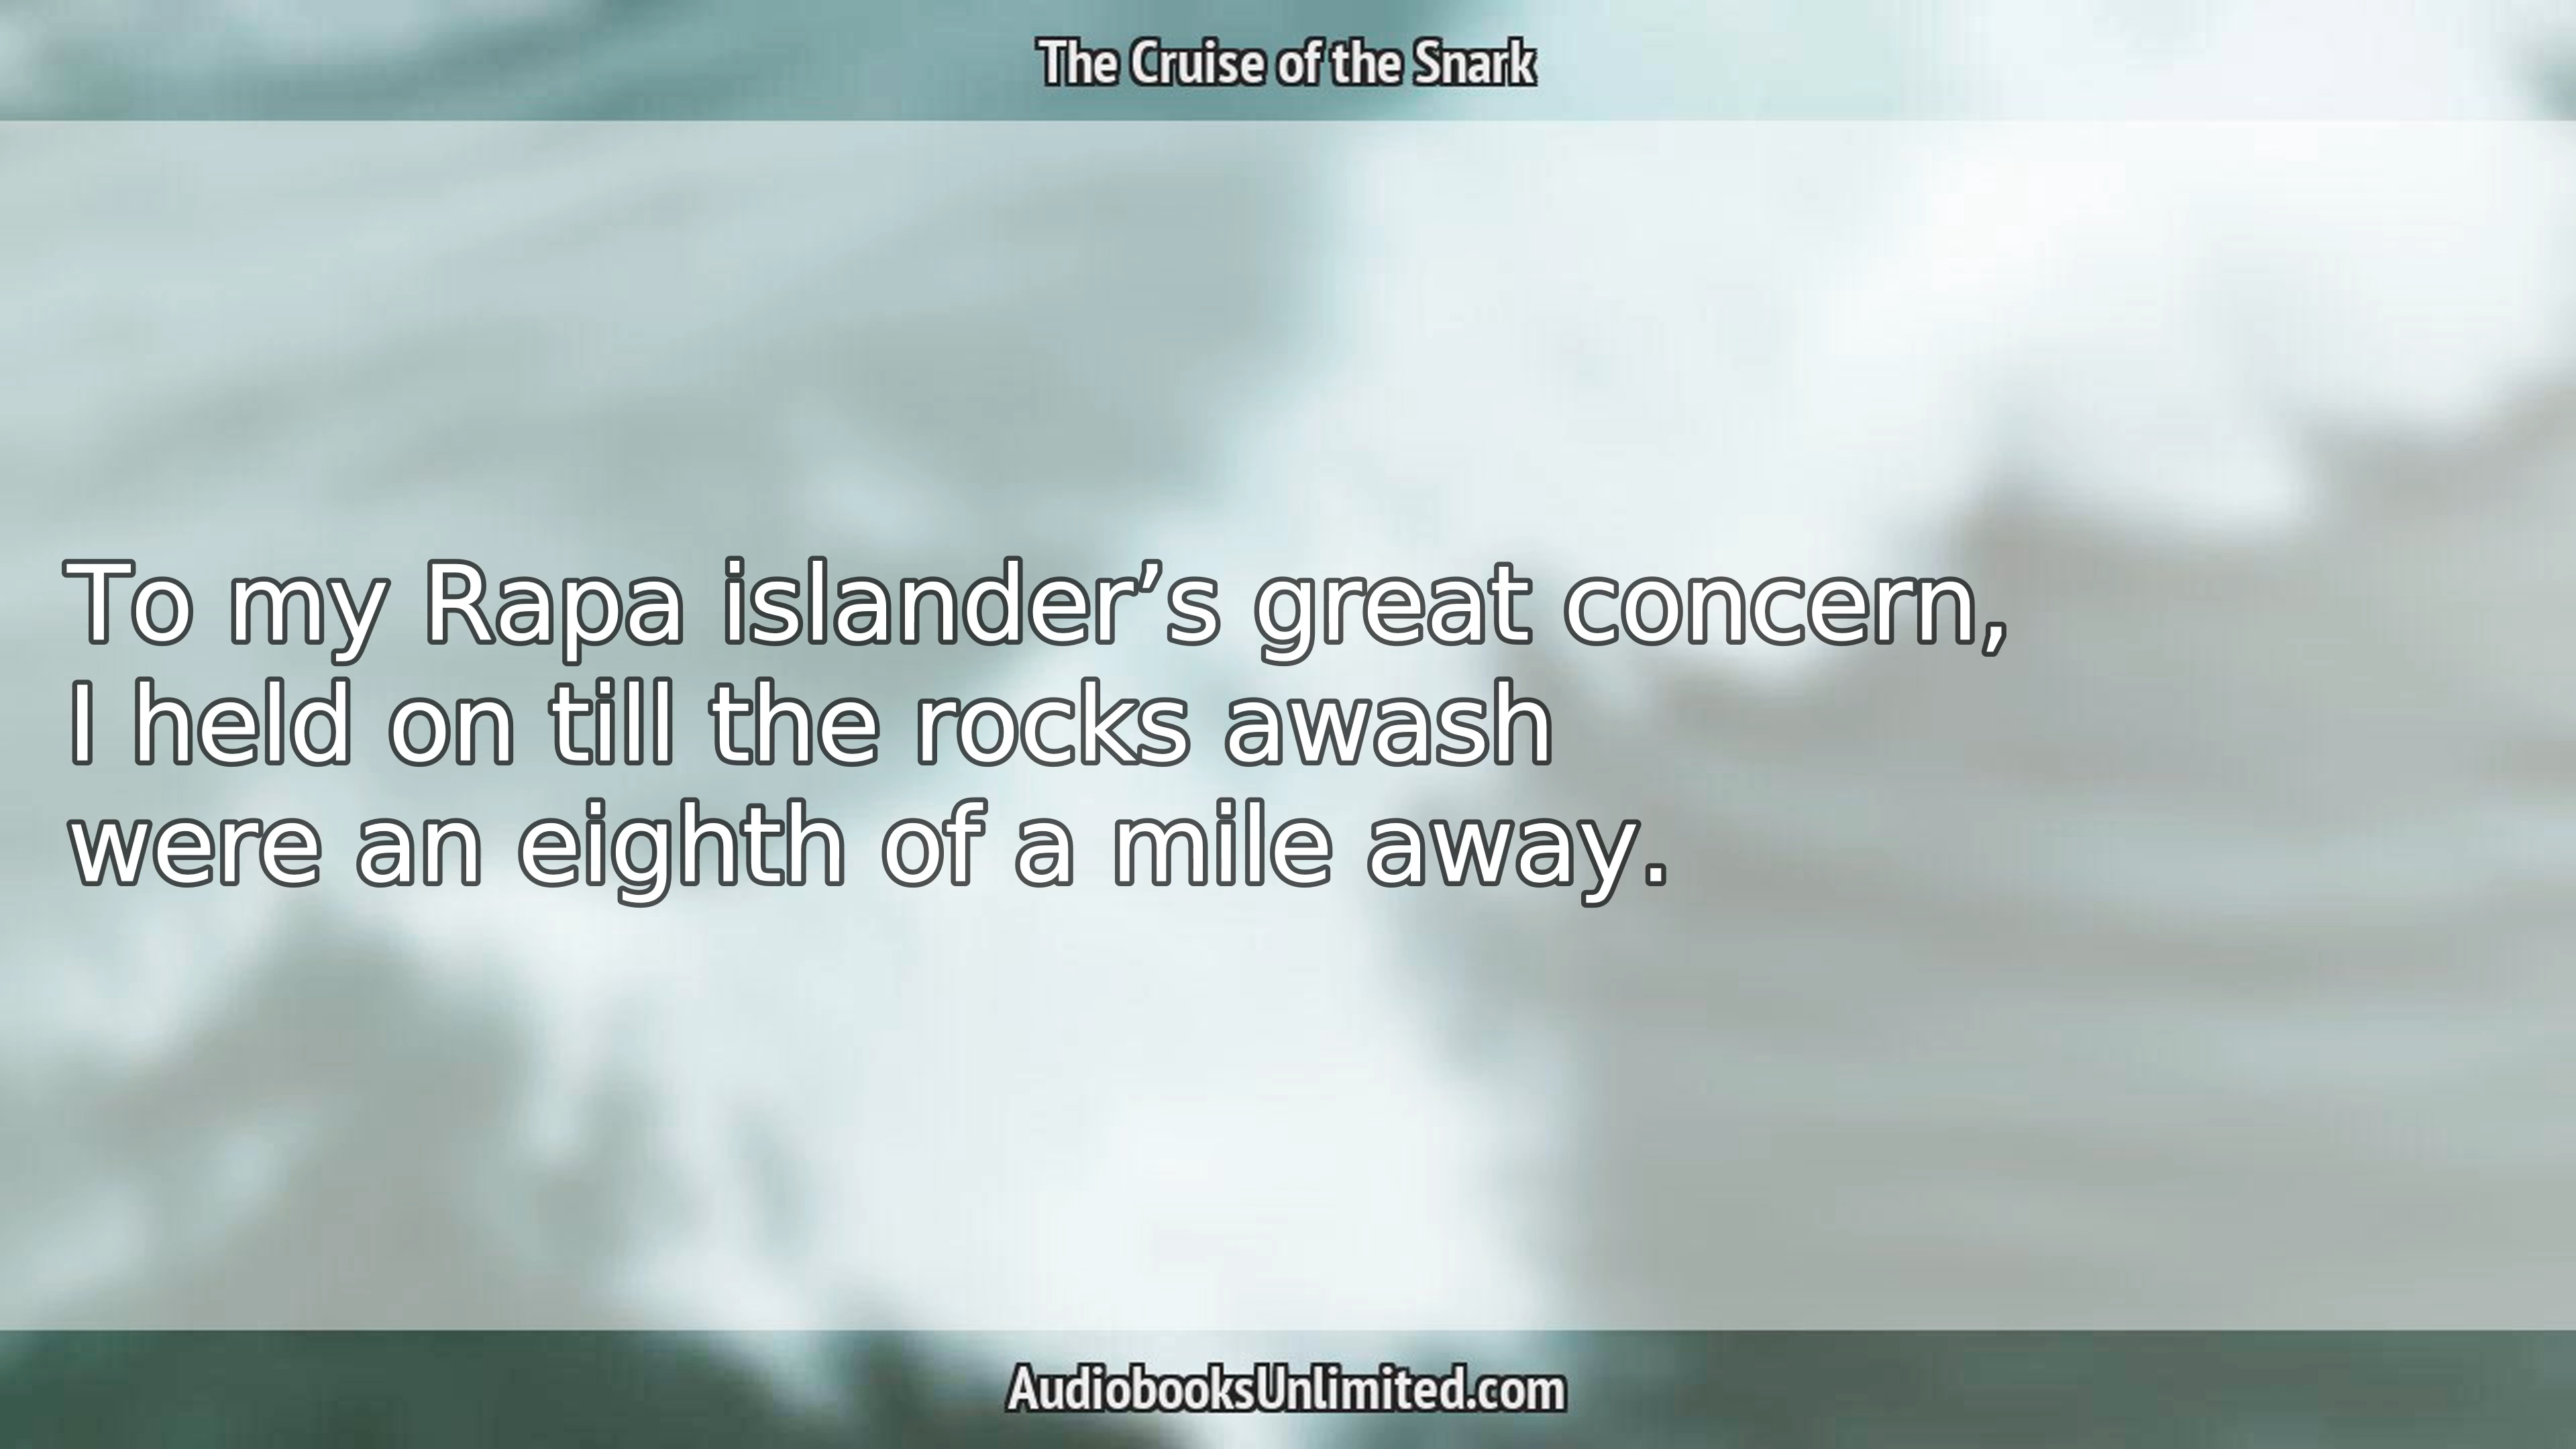 The Cruise of the Snark
To my Rapa islander’s great concern,
I held on till the rocks awash
were an eighth of a mile away.
AudiobooksUnlimited.com